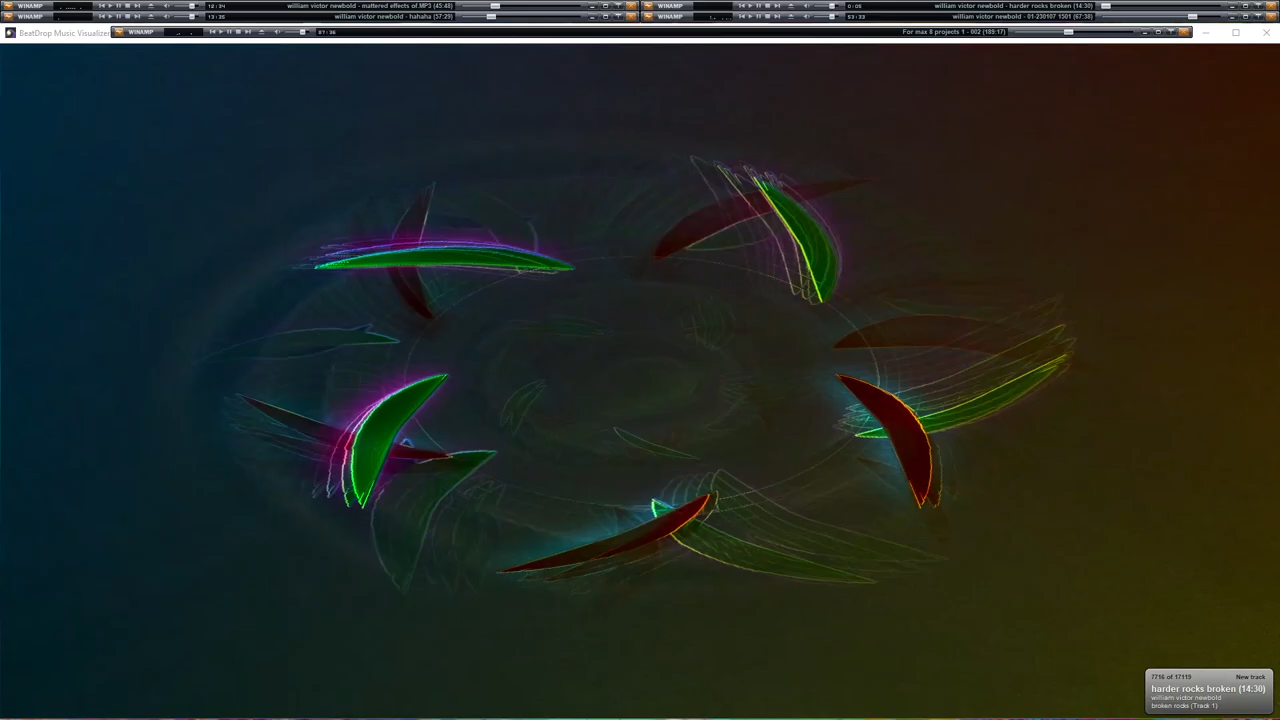 WINAMP 12:34 william victor newbold - mattered effects of.MP3 (45:48)
WINAMP 0:05 william victor newbold - harder rocks broken (14:30)
WINAMP 13:35 william victor newbold - hahaha (57:29)
WINAMP 53:33 william victor newbold - 01-230107 1501 (67:38)
BeatDrop Music Visualizer
WINAMP 87:36 For max 8 projects 1 - 002 (189:17)
7716 of 17119 New track
harder rocks broken (14:30)
william victor newbold
broken rocks (Track 1)